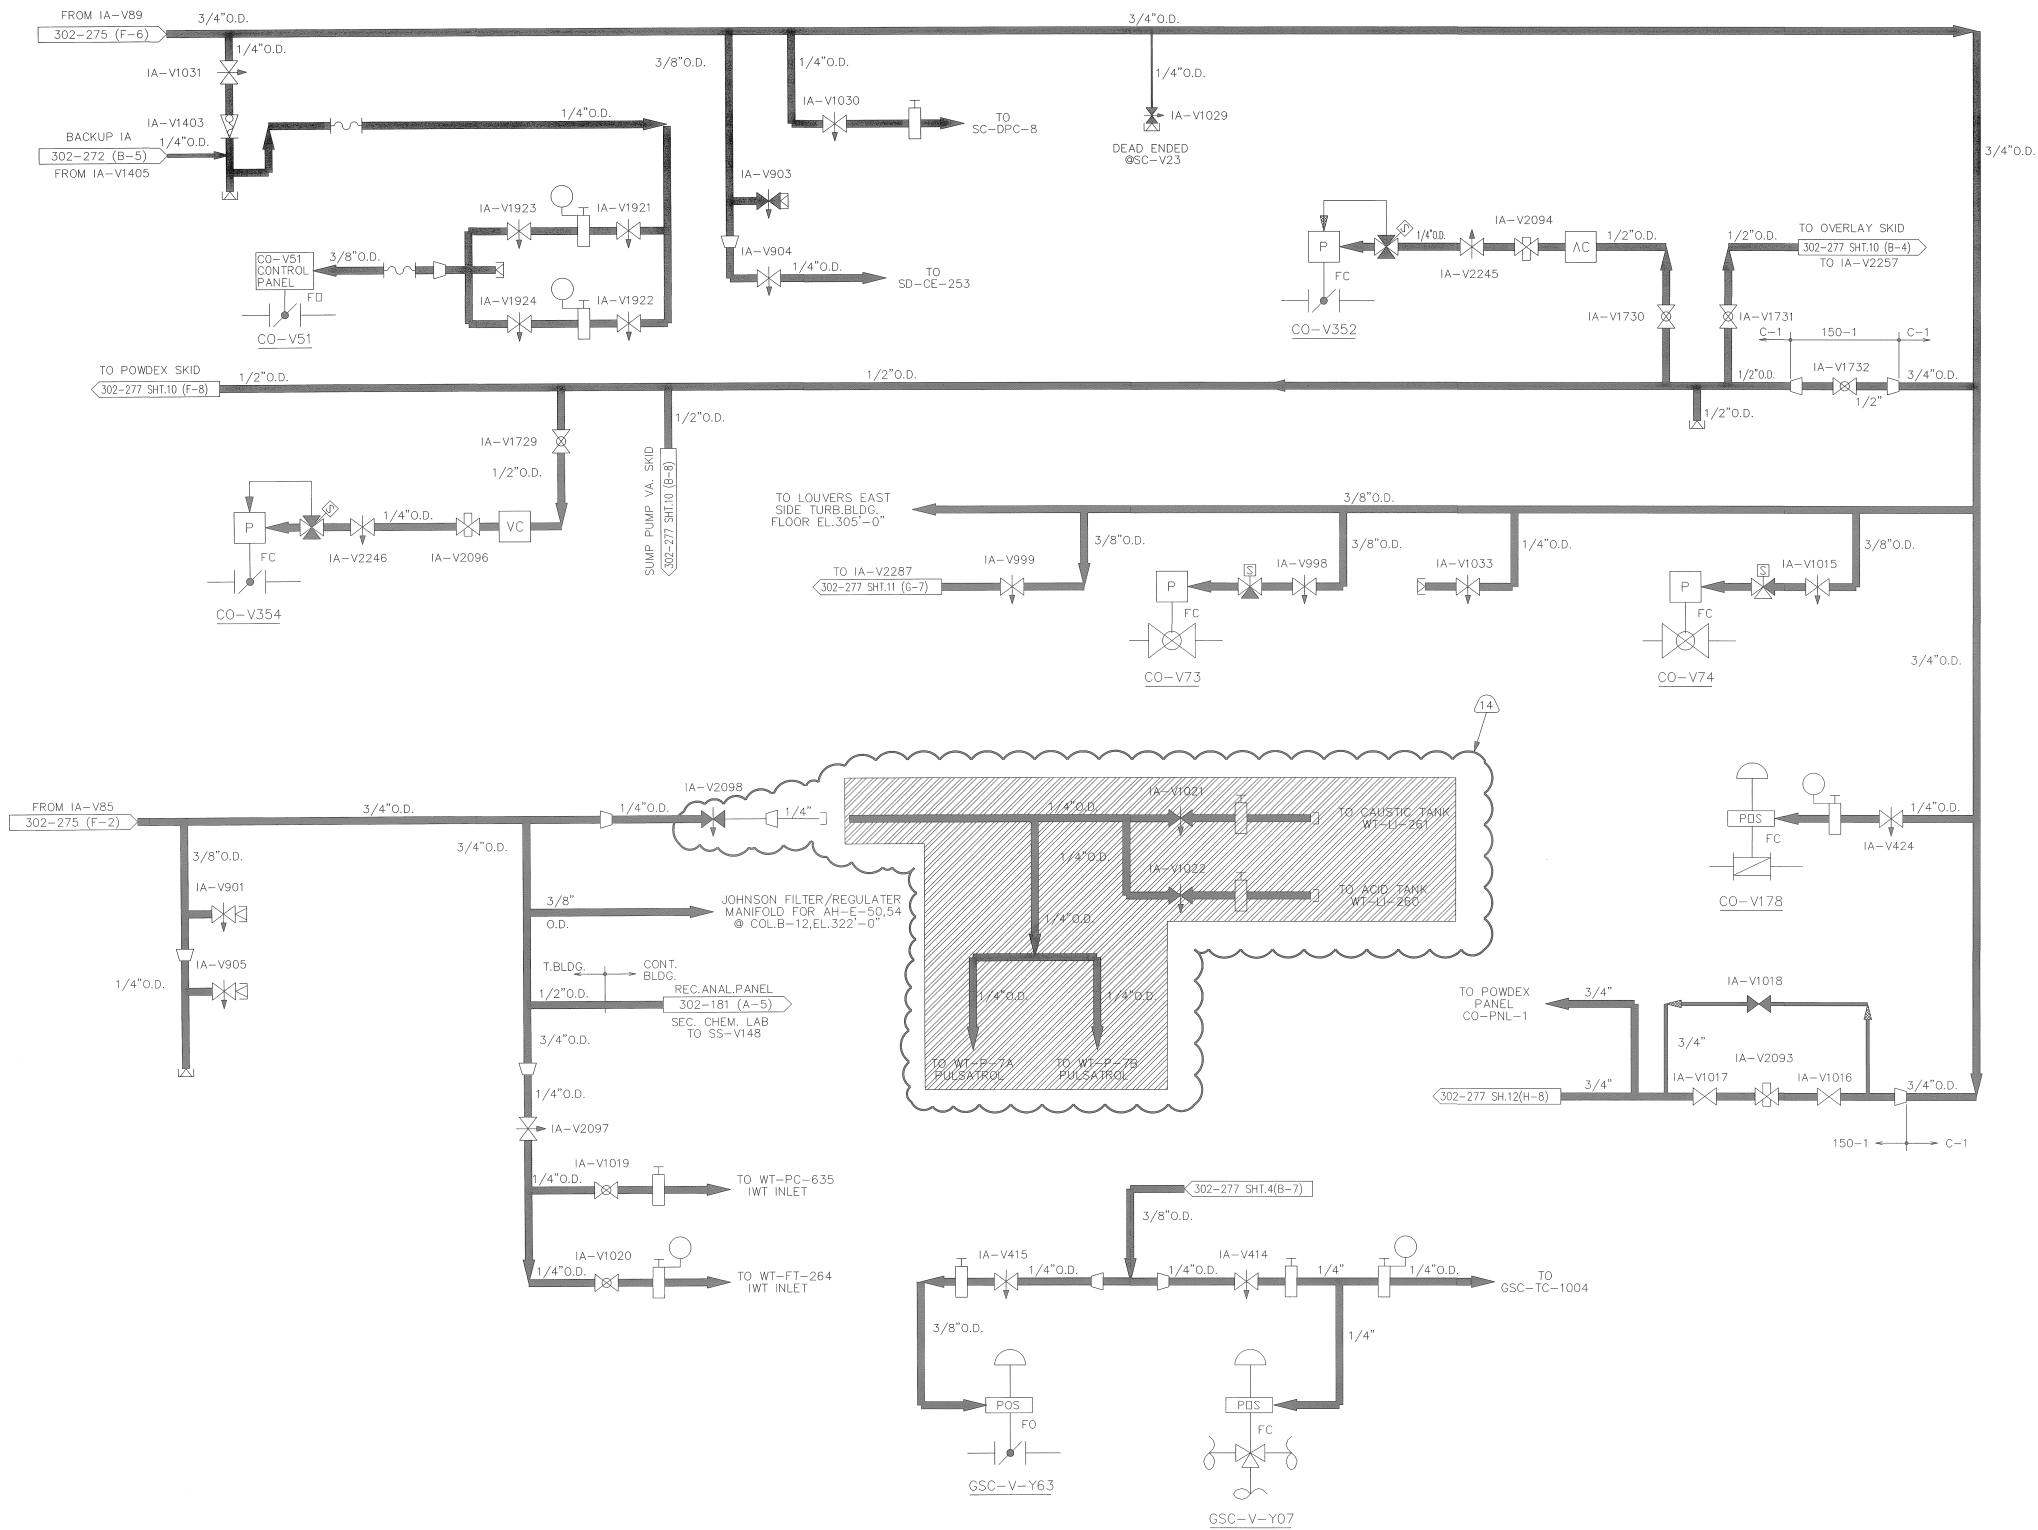 FROM IA-V89
302-275 (F-6)
3/4"O.D.
3/4"O.D.
1/4"O.D.
IA-V1031
IA-V1403
BACKUP IA
1/4"O.D.
302-272 (B-5)
FROM IA-V1405
1/4"O.D.
3/8"O.D.
1/4"O.D.
IA-V1030
TO
SC-DPC-8
1/4"O.D.
IA-V1029
DEAD ENDED
@SC-V23
3/4"O.D.
IA-V903
IA-V904
1/4"O.D.
TO
SD-CE-253
IA-V1923
IA-V1921
CO-V51
CONTROL
PANEL
3/8"O.D.
FO
CO-V51
IA-V1924
IA-V1922
P
S
1/4"O.D.
IA-V2094
AC
1/2"O.D.
IA-V2245
FC
CO-V352
1/2"O.D.
TO OVERLAY SKID
302-277 SHT.10 (B-4)
TO IA-V2257
IA-V1730
IA-V1731
C-1
150-1
C-1
IA-V1732
1/2"O.D.
1/2"
3/4"O.D.
1/2"O.D.
TO POWDEX SKID
302-277 SHT.10 (F-8)
1/2"O.D.
1/2"O.D.
1/2"O.D.
IA-V1729
1/2"O.D.
SUMP PUMP VA. SKID
302-277 SHT.10 (B-8)
P
S
1/4"O.D.
VC
IA-V2246
IA-V2096
FC
CO-V354
TO LOUVERS EAST
SIDE TURB.BLDG.
FLOOR EL.305'-0"
3/8"O.D.
3/8"O.D.
3/8"O.D.
1/4"O.D.
3/8"O.D.
IA-V999
TO IA-V2287
302-277 SHT.11 (G-7)
P
S
IA-V998
FC
CO-V73
IA-V1033
P
S
IA-V1015
FC
CO-V74
3/4"O.D.
14
FROM IA-V85
302-275 (F-2)
3/4"O.D.
1/4"O.D.
IA-V2098
1/4"
3/4"O.D.
3/8"O.D.
IA-V901
IA-V905
1/4"O.D.
1/4"O.D.
IA-V1021
TO CAUSTIC TANK
WT-LI-261
1/4"O.D.
IA-V1022
TO ACID TANK
WT-LI-260
1/4"O.D.
1/4"O.D.
1/4"O.D.
TO WT-P-7A
PULSATROL
TO WT-P-7B
PULSATROL
3/8"
O.D.
JOHNSON FILTER/REGULATER
MANIFOLD FOR AH-E-50,54
@ COL.B-12,EL.322'-0"
T.BLDG.
CONT.
BLDG.
1/2"O.D.
REC.ANAL.PANEL
302-181 (A-5)
SEC. CHEM. LAB
TO SS-V148
3/4"O.D.
1/4"O.D.
IA-V2097
IA-V1019
1/4"O.D.
TO WT-PC-635
IWT INLET
IA-V1020
1/4"O.D.
TO WT-FT-264
IWT INLET
POS
FC
1/4"O.D.
IA-V424
CO-V178
TO POWDEX
PANEL
CO-PNL-1
3/4"
IA-V1018
3/4"
IA-V2093
3/4"
IA-V1017
IA-V1016
3/4"O.D.
302-277 SH.12(H-8)
150-1
C-1
302-277 SHT.4(B-7)
3/8"O.D.
IA-V415
1/4"O.D.
1/4"O.D.
IA-V414
1/4"
1/4"O.D.
TO
GSC-TC-1004
3/8"O.D.
1/4"
POS
FO
GSC-V-Y63
POS
FC
GSC-V-Y07